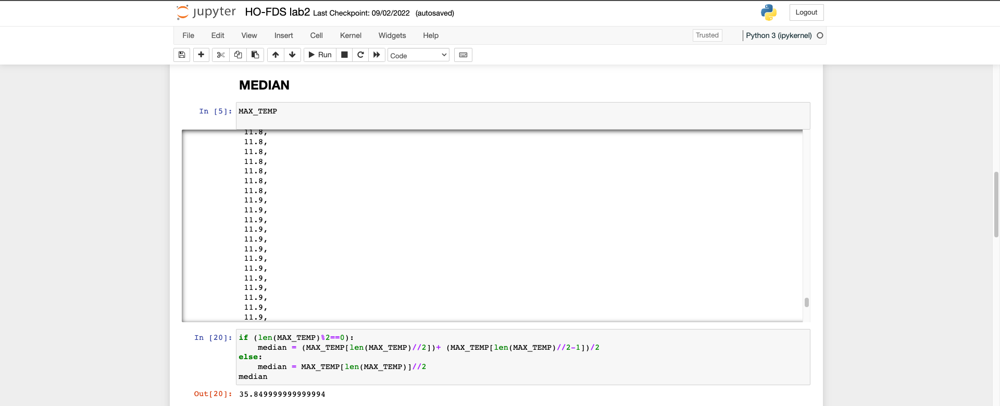 jupyter HO-FDS lab2 Last Checkpoint: 09/02/2022 (autosaved) Logout
File Edit View Insert Cell Kernel Widgets Help Trusted Python 3 (ipykernel)
Run Code
MEDIAN
In [5]: MAX_TEMP
11.8,
11.8,
11.8,
11.8,
11.8,
11.8,
11.8,
11.9,
11.9,
11.9,
11.9,
11.9,
11.9,
11.9,
11.9,
11.9,
11.9,
11.9,
11.9,
11.9,
In [20]: if (len(MAX_TEMP)%2==0):
median = (MAX_TEMP[len(MAX_TEMP)//2])+ (MAX_TEMP[len(MAX_TEMP)//2-1])/2
else:
median = MAX_TEMP[len(MAX_TEMP)]//2
median
Out[20]: 35.849999999999994